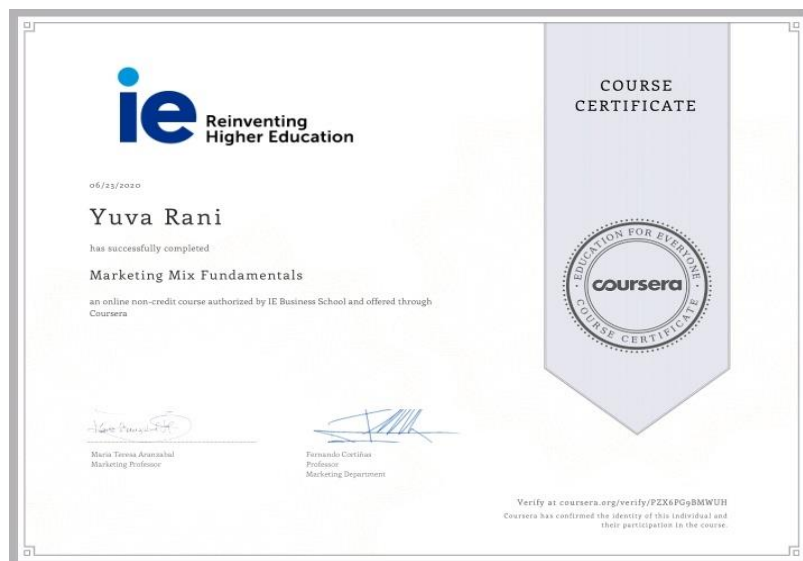 ie Reinventing
Higher Education
COURSE
CERTIFICATE
06/23/2020
Yuva Rani
has successfully completed
Marketing Mix Fundamentals
an online non-credit course authorized by IE Business School and offered through
Coursera
EDUCATION FOR EVERYONE
coursera
COURSE CERTIFICATE
Maria Teresa Aranzabal
Marketing Professor
Fernando Cortiñas
Professor
Marketing Department
Verify at coursera.org/verify/PZX6PG9BMWUH
Coursera has confirmed the identity of this individual and
their participation in the course.